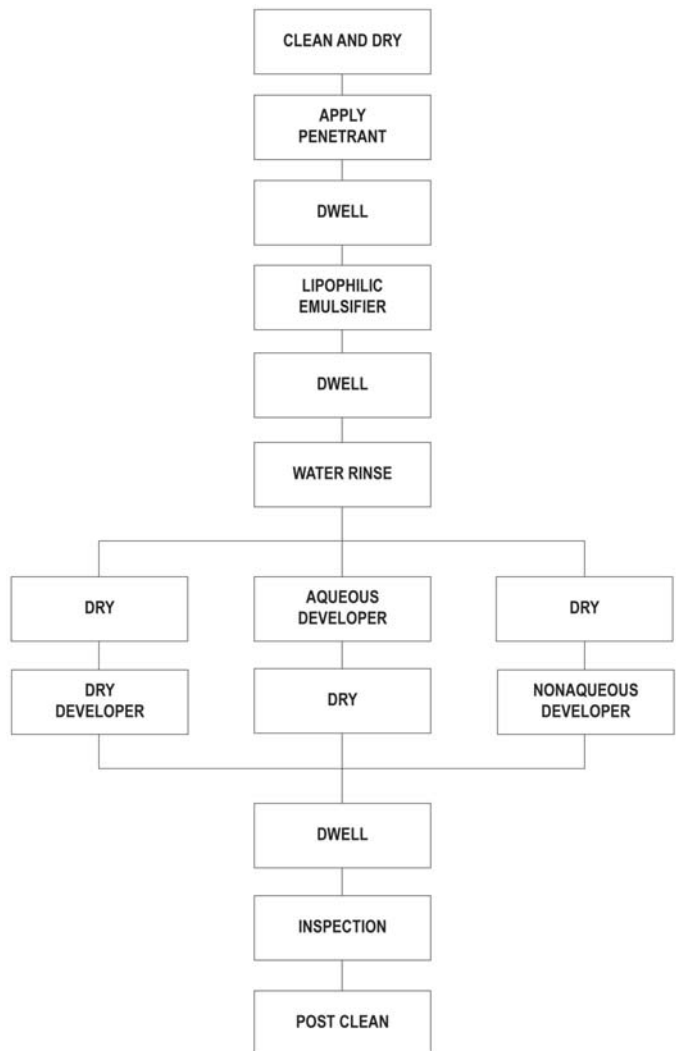 CLEAN AND DRY
APPLY
PENETRANT
DWELL
LIPOPHILIC
EMULSIFIER
DWELL
WATER RINSE
DRY
AQUEOUS
DEVELOPER
DRY
DRY
DEVELOPER
DRY
NONAQUEOUS
DEVELOPER
DWELL
INSPECTION
POST CLEAN